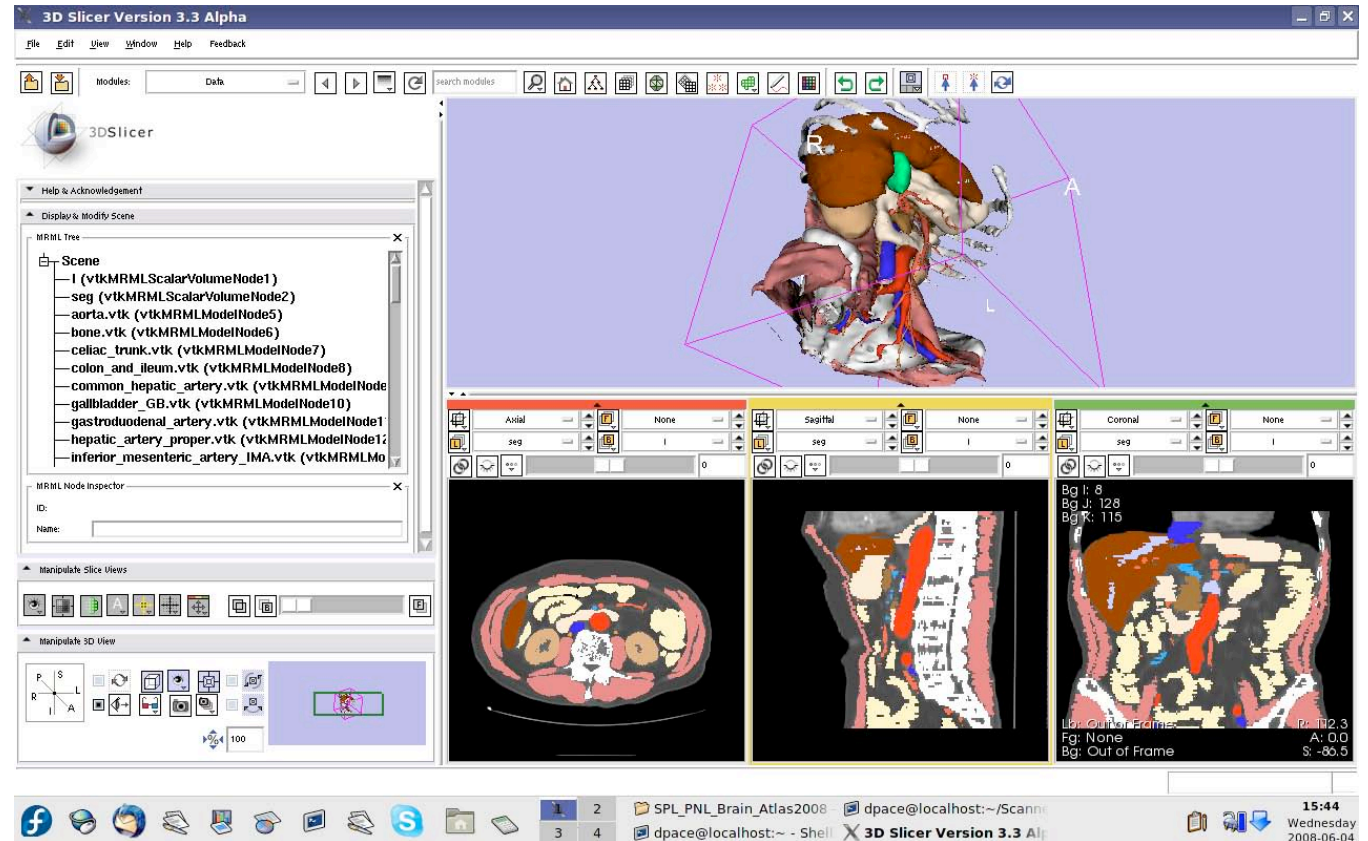 3D Slicer Version 3.3 Alpha
File Edit View Window Help Feedback
Modules: Data search modules
3DSlicer
Help & Acknowledgement
Display & Modify Scene
MRML Tree
Scene
I (vtkMRMLScalarVolumeNode1)
seg (vtkMRMLScalarVolumeNode2)
aorta.vtk (vtkMRMLModelNode5)
bone.vtk (vtkMRMLModelNode6)
celiac_trunk.vtk (vtkMRMLModelNode7)
colon_and_ileum.vtk (vtkMRMLModelNode8)
common_hepatic_artery.vtk (vtkMRMLModelNode
gallbladder_GB.vtk (vtkMRMLModelNode10)
gastroduodenal_artery.vtk (vtkMRMLModelNode1
hepatic_artery_proper.vtk (vtkMRMLModelNode12
inferior_mesenteric_artery_IMA.vtk (vtkMRMLMo
MRML Node Inspector
ID:
Name:
Manipulate Slice Views
A
B
F
Manipulate 3D View
P S
R L
I A
100
R
A
L
Axial F None
L seg B I
0
Sagittal F None
L seg B I
0
Coronal F None
L seg B I
0
Bg I: 8
Bg J: 128
Bg K: 115
Lb: Out of Frame R: 112.3
Fg: None A: 0.0
Bg: Out of Frame S: -86.5
1 2
3 4
SPL_PNL_Brain_Atlas2008 - dpace@localhost:~/Scann
dpace@localhost:~ - Shell 3D Slicer Version 3.3 Alp
15:44
Wednesday
2008-06-04